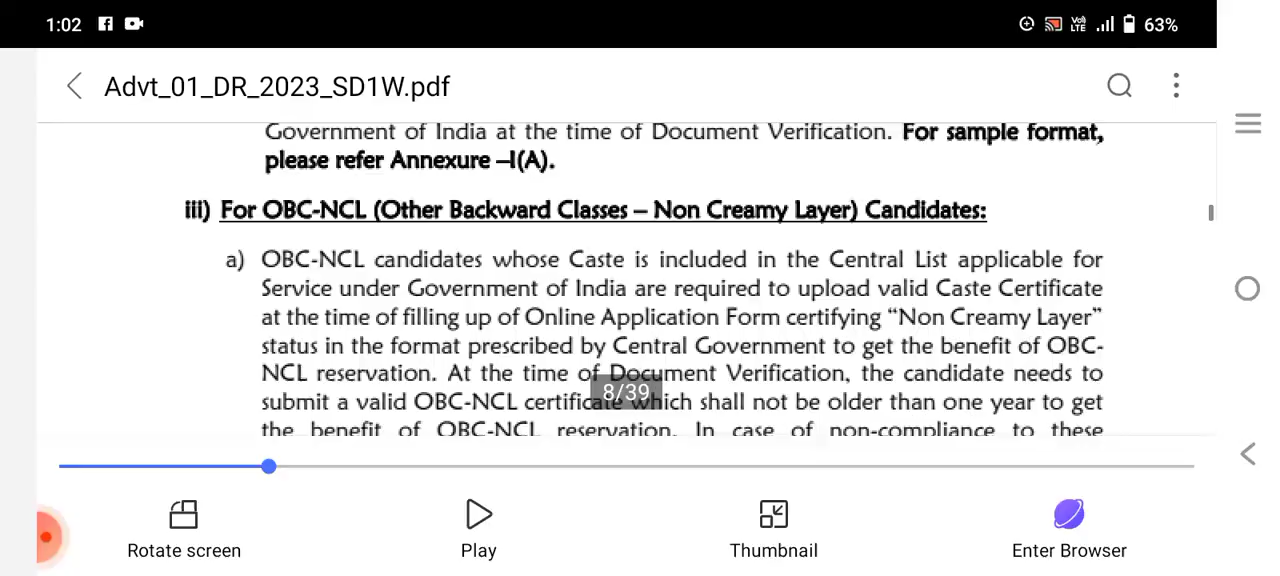 1:02
Vo) LTE
63%
Advt_01_DR_2023_SD1W.pdf
Government of India at the time of Document Verification. For sample format,
please refer Annexure –I(A).
iii) For OBC-NCL (Other Backward Classes – Non Creamy Layer) Candidates:
a) OBC-NCL candidates whose Caste is included in the Central List applicable for
Service under Government of India are required to upload valid Caste Certificate
at the time of filling up of Online Application Form certifying “Non Creamy Layer”
status in the format prescribed by Central Government to get the benefit of OBC-
NCL reservation. At the time of Document Verification, the candidate needs to
8/39
submit a valid OBC-NCL certificate which shall not be older than one year to get
the benefit of OBC-NCL reservation. In case of non-compliance to these
Rotate screen
Play
Thumbnail
Enter Browser